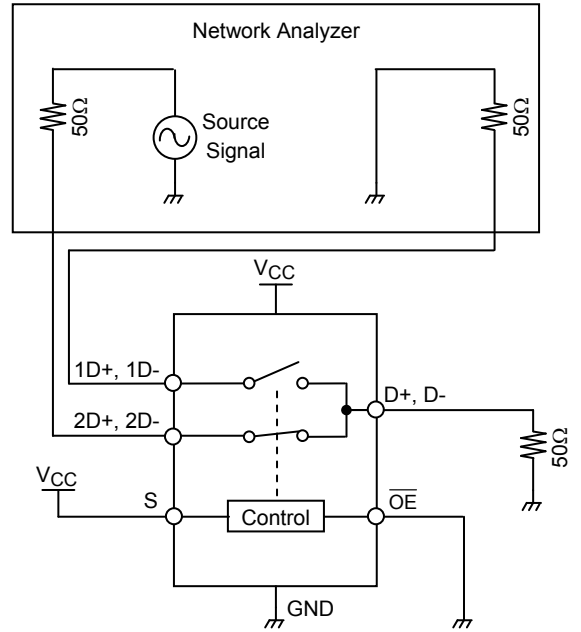 Network Analyzer
50Ω
Source
Signal
50Ω
VCC
1D+, 1D-
D+, D-
2D+, 2D-
50Ω
VCC
S
Control
OE
GND